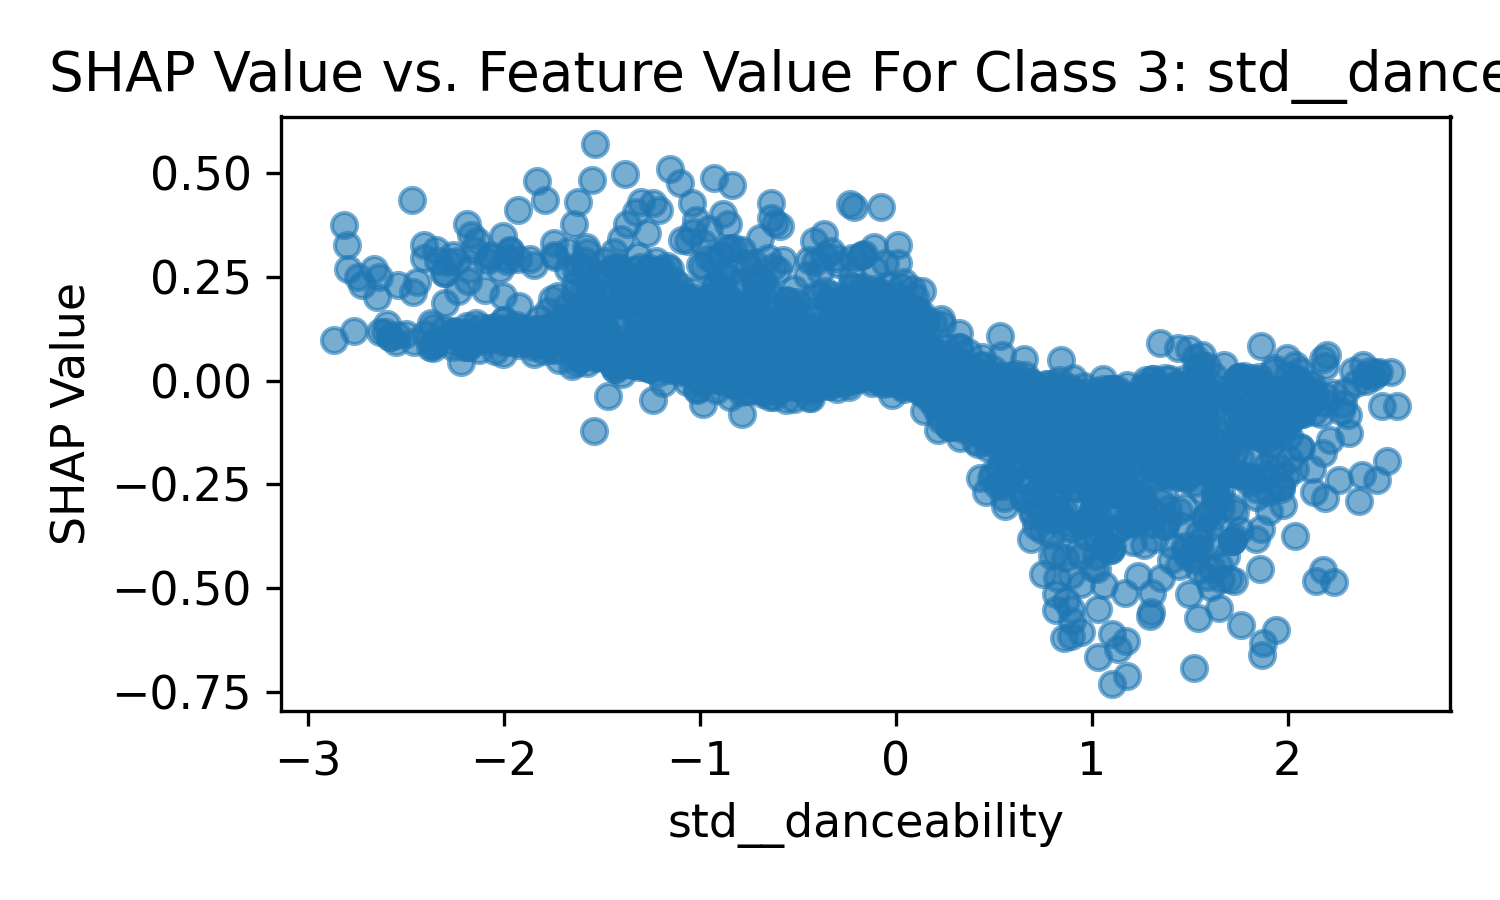 SHAP Value vs. Feature Value For Class 3: std__dance
SHAP Value
0.50
0.25
0.00
−0.25
−0.50
−0.75
−3 −2 −1 0 1 2
std__danceability